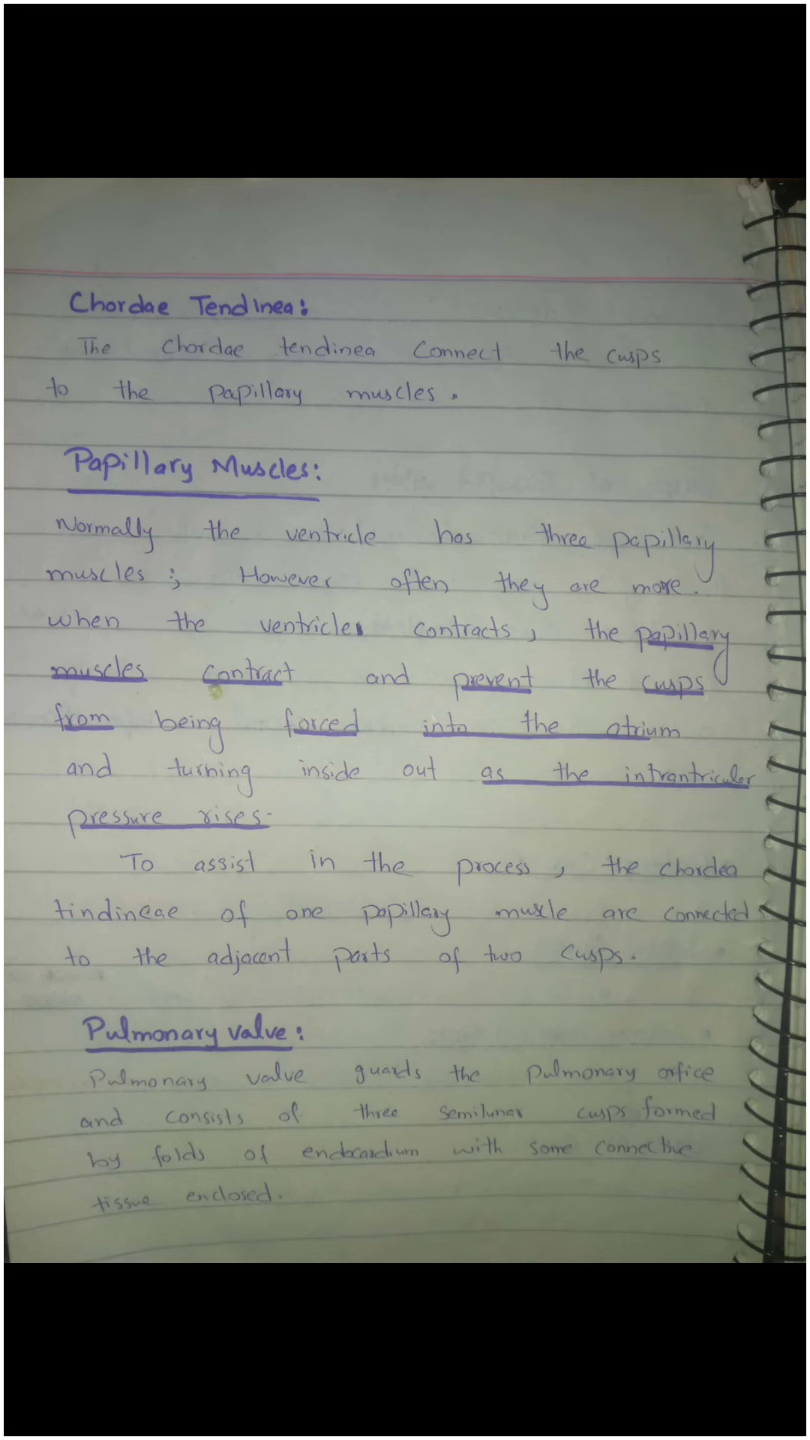 Chordae Tendinea:
The chordae tendinea connect the cusps
to the papillary muscles.
Papillary Muscles:
Normally the ventricle has three papillary
muscles; However often they are more.
when the ventricles contracts, the papillary
muscles contract and prevent the cusps
from being forced into the atrium
and turning inside out as the intrantricular
pressure rises-
To assist in the process, the chordea
tindineae of one papillary muscle are connected
to the adjacent parts of two cusps.
Pulmonary valve:
Pulmonary valve guards the pulmonary orfice
and consists of three semilunar cusps formed
by folds of endocardium with some connective
tissue enclosed.